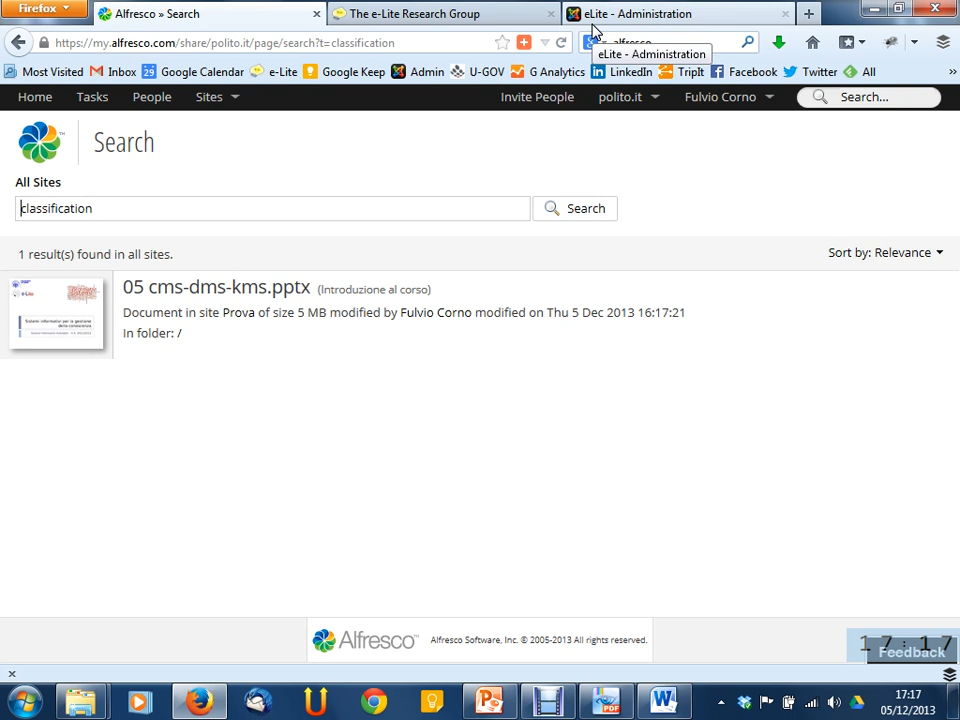 Firefox
Alfresco » Search
The e-Lite Research Group
eLite - Administration
https://my.alfresco.com/share/polito.it/page/search?t=classification
alfresco
eLite - Administration
Most Visited Inbox Google Calendar e-Lite Google Keep Admin U-GOV G Analytics LinkedIn TripIt Facebook Twitter All
Home Tasks People Sites Invite People polito.it Fulvio Corno Search...
Search
All Sites
classification
Search
1 result(s) found in all sites.
Sort by: Relevance
05 cms-dms-kms.pptx (Introduzione al corso)
Document in site Prova of size 5 MB modified by Fulvio Corno modified on Thu 5 Dec 2013 16:17:21
In folder: /
Alfresco™ Alfresco Software, Inc. © 2005-2013 All rights reserved.
17:17
Feedback
17:17
05/12/2013